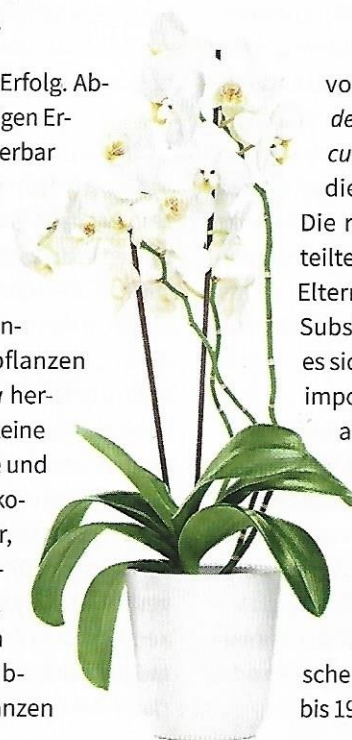 Erfolg. Ab-
gen Er-
erbar
n-
pflanzen
her-
eine
und
ko-
r,
-
b-
anzen
vo
de
cu
die
Die
teilte
Eltern
Subs
es sic
impo
a
sche
bis 19